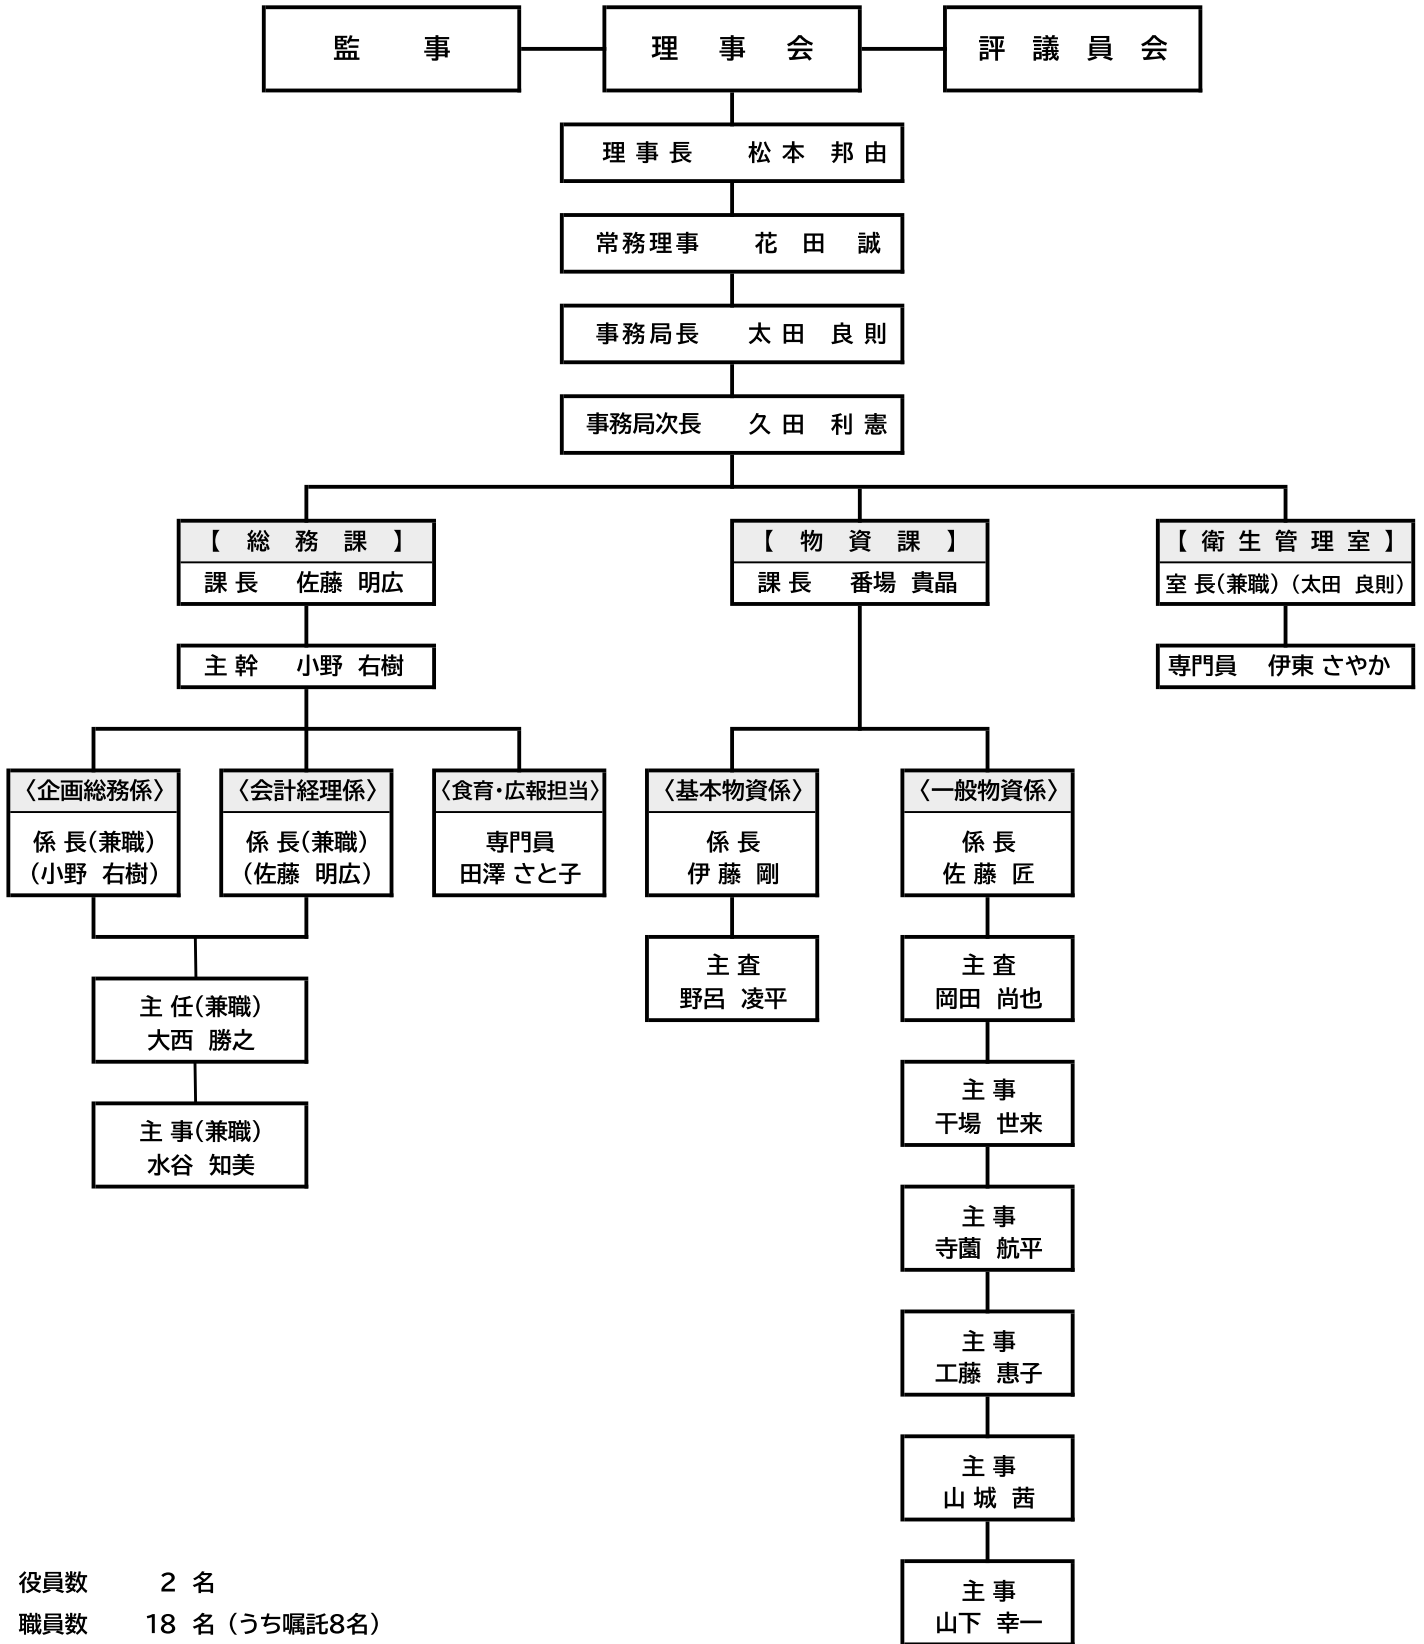 監事
理事会
評議員会
理事長 松本 邦由
常務理事 花田 誠
事務局長 太田 良則
事務局次長 久田 利憲
【総務課】
課長 佐藤 明広
主幹 小野 右樹
〈企画総務係〉
係長(兼職)
(小野 右樹)
〈会計経理係〉
係長(兼職)
(佐藤 明広)
〈食育・広報担当〉
専門員
田澤 さと子
主任(兼職)
大西 勝之
主事(兼職)
水谷 知美
【物資課】
課長 番場 貴晶
〈基本物資係〉
係長
伊藤 剛
主査
野呂 凌平
〈一般物資係〉
係長
佐藤 匠
主査
岡田 尚也
主事
干場 世来
主事
寺薗 航平
主事
工藤 惠子
主事
山城 茜
主事
山下 幸一
【衛生管理室】
室長(兼職) (太田 良則)
専門員 伊東 さやか
役員数 2 名
職員数 18 名 (うち嘱託8名)